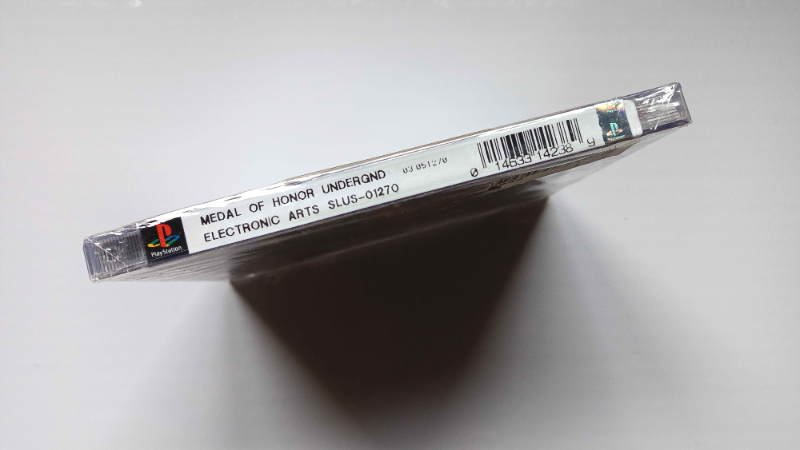 PlayStation
MEDAL OF HONOR UNDERGND
03 051270
ELECTRONIC ARTS SLUS-01270
0 14633 14238 9